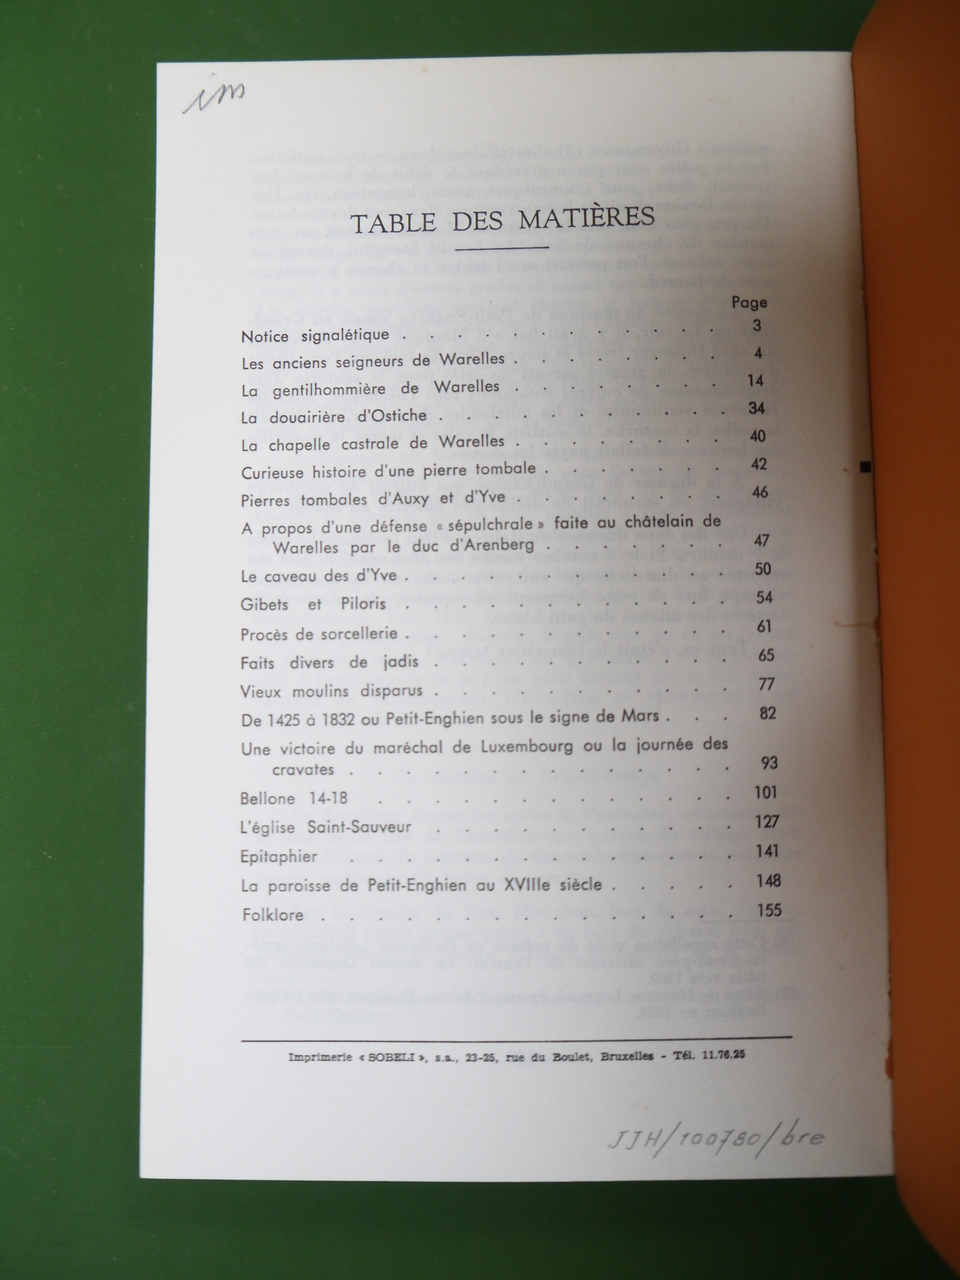 im
TABLE DES MATIÈRES
Page
Notice signalétique . . . . . . . . . . . . 3
Les anciens seigneurs de Warelles . . . . . . . . 4
La gentilhommière de Warelles . . . . . . . . 14
La douairière d'Ostiche . . . . . . . . . . . 34
La chapelle castrale de Warelles . . . . . . . . 40
Curieuse histoire d'une pierre tombale . . . . . . . 42
Pierres tombales d'Auxy et d'Yve . . . . . . . . 46
A propos d'une défense « sépulchrale » faite au châtelain de
Warelles par le duc d'Arenberg . . . . . . . 47
Le caveau des d'Yve . . . . . . . . . . . . 50
Gibets et Piloris . . . . . . . . . . . . 54
Procès de sorcellerie . . . . . . . . . . . . 61
Faits divers de jadis . . . . . . . . . . . 65
Vieux moulins disparus . . . . . . . . . . . 77
De 1425 à 1832 ou Petit-Enghien sous le signe de Mars . . . 82
Une victoire du maréchal de Luxembourg ou la journée des
cravates . . . . . . . . . . . . . . 93
Bellone 14-18 . . . . . . . . . . . . . 101
L'église Saint-Sauveur . . . . . . . . . . . 127
Epitaphier . . . . . . . . . . . . . . 141
La paroisse de Petit-Enghien au XVIIIe siècle . . . . . 148
Folklore . . . . . . . . . . . . . . . 155
Imprimerie « SOBELI », s.a., 23-25, rue du Boulet, Bruxelles - Tél. 11.76.25
JJH/100780/bre